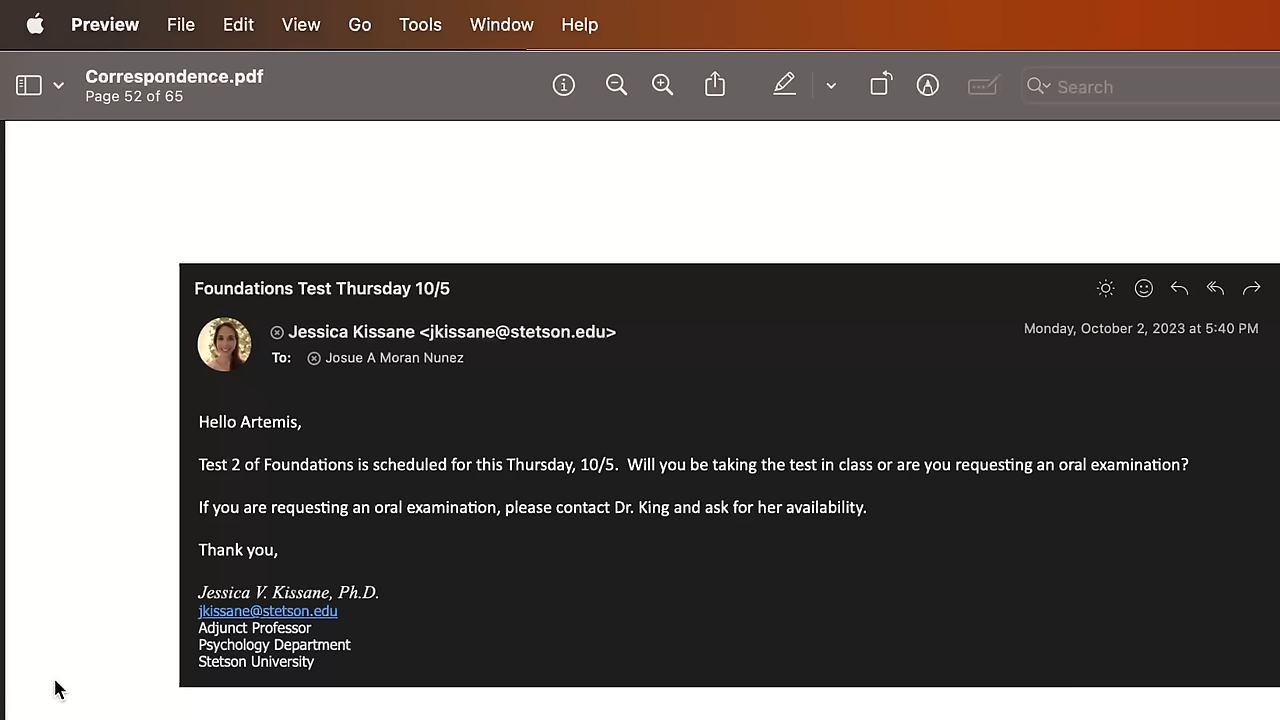 Preview File Edit View Go Tools Window Help
Correspondence.pdf
Page 52 of 65
Search
Foundations Test Thursday 10/5
Jessica Kissane <jkissane@stetson.edu>
Monday, October 2, 2023 at 5:40 PM
To: Josue A Moran Nunez
Hello Artemis,
Test 2 of Foundations is scheduled for this Thursday, 10/5.  Will you be taking the test in class or are you requesting an oral examination?
If you are requesting an oral examination, please contact Dr. King and ask for her availability.
Thank you,
Jessica V. Kissane, Ph.D.
jkissane@stetson.edu
Adjunct Professor
Psychology Department
Stetson University